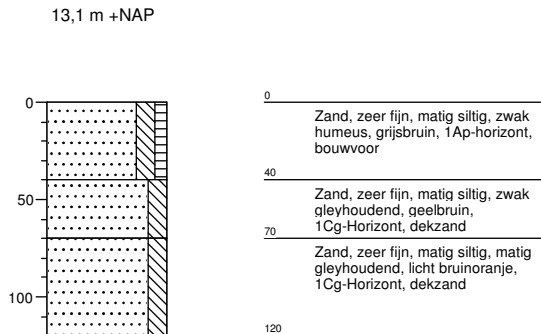 13,1 m +NAP
0
50
100
0
Zand, zeer fijn, matig siltig, zwak
humeus, grijsbruin, 1Ap-horizont,
bouwvoor
40
Zand, zeer fijn, matig siltig, zwak
gleyhoudend, geelbruin,
1Cg-Horizont, dekzand
70
Zand, zeer fijn, matig siltig, matig
gleyhoudend, licht bruinoranje,
1Cg-Horizont, dekzand
120